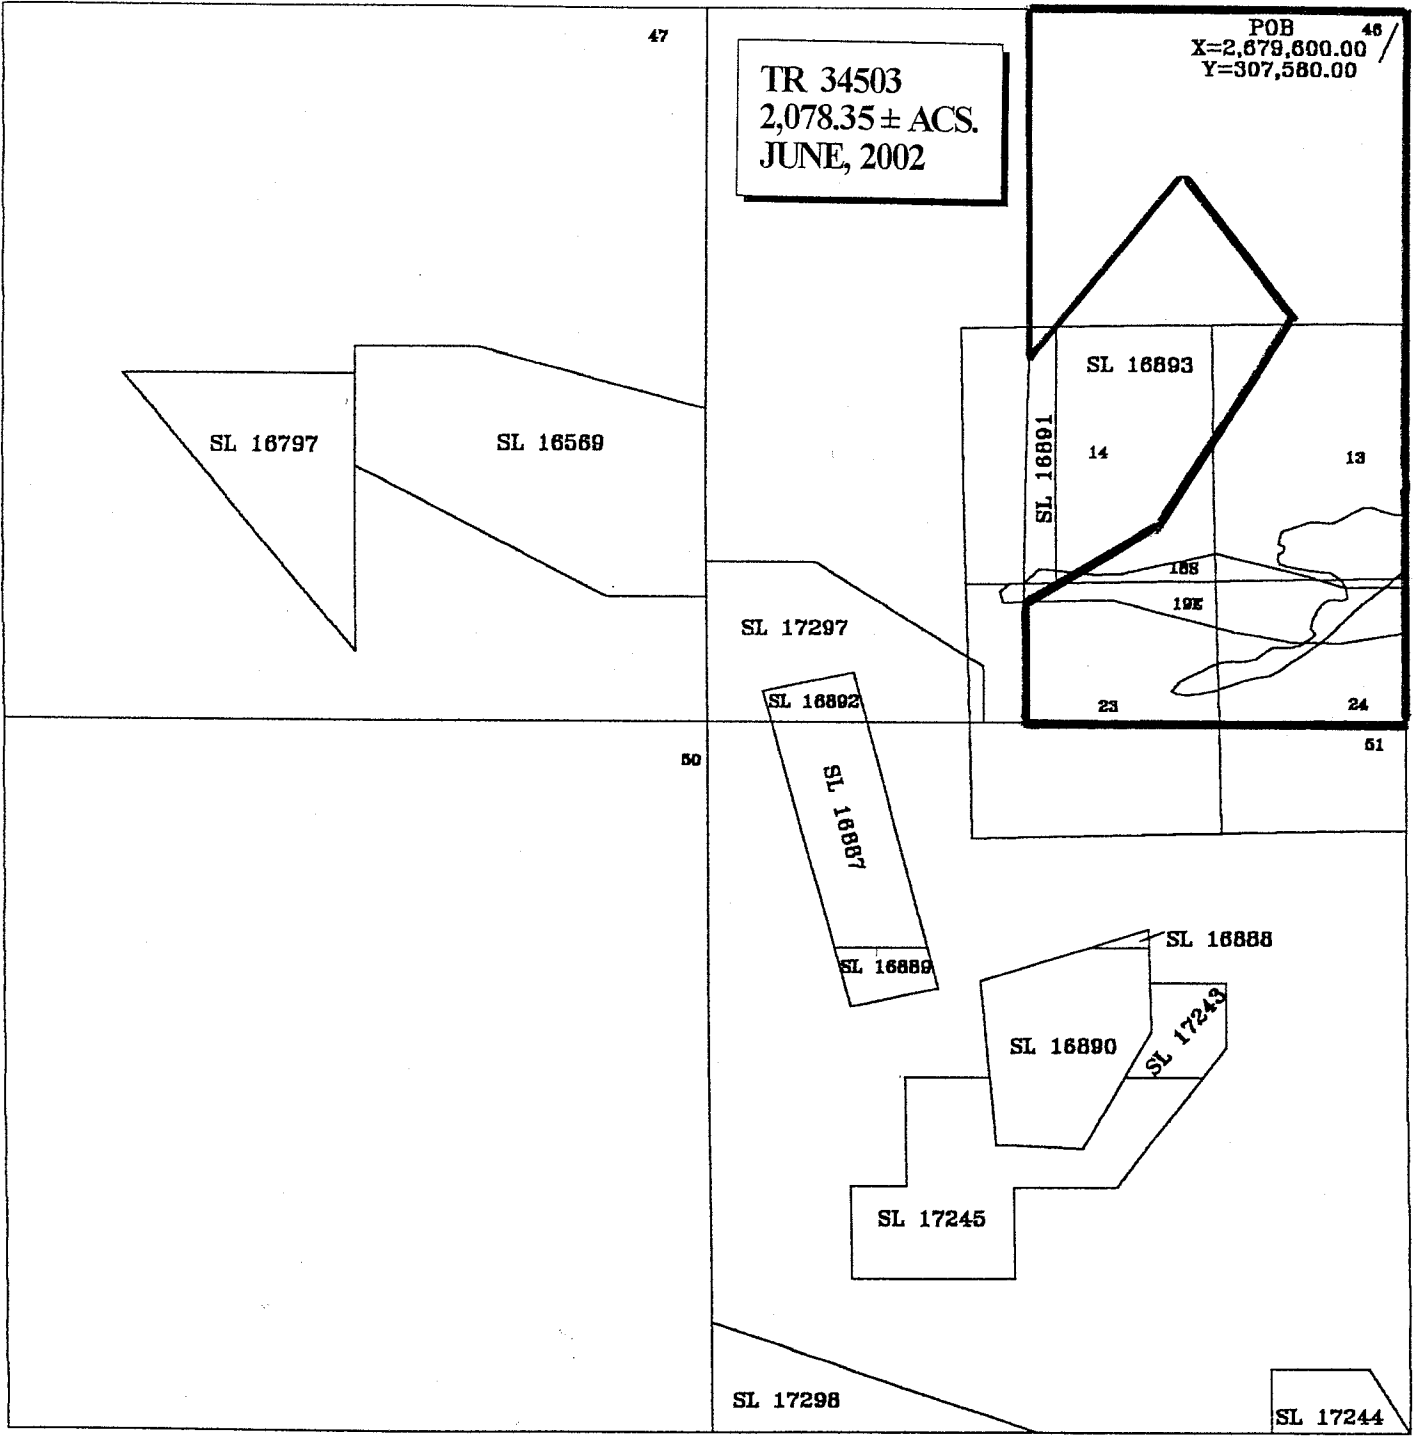 47
POB
46
X=2,679,600.00
Y=307,580.00
TR 34503
2,078.35 ± ACS.
JUNE, 2002
SL 16893
SL 16797
SL 16569
SL 16891
14
13
18S
19E
SL 17297
SL 16892
23
24
50
51
SL 16887
SL 16888
SL 16889
SL 17243
SL 16890
SL 17245
SL 17298
SL 17244